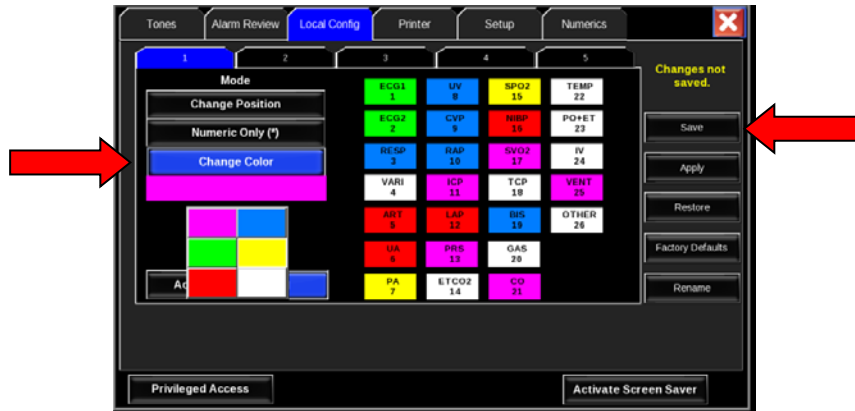 Tones Alarm Review Local Config Printer Setup Numerics
1 2 3 4 5
Changes not
saved.
Mode
Change Position
Numeric Only (*)
Change Color
ECG1
1
UV
8
SPO2
15
TEMP
22
ECG2
2
CVP
9
NIBP
16
PO+ET
23
RESP
3
RAP
10
SVO2
17
IV
24
VARI
4
ICP
11
TCP
18
VENT
25
ART
5
LAP
12
BIS
19
OTHER
26
UA
6
PRS
13
GAS
20
PA
7
ETCO2
14
CO
21
Save
Apply
Restore
Factory Defaults
Rename
Privileged Access
Activate Screen Saver